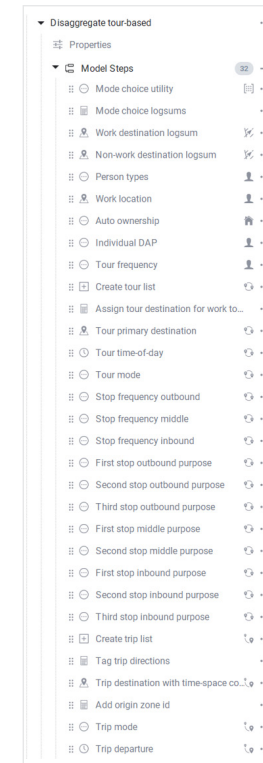 Disaggregate tour-based
Properties
Model Steps 32
Mode choice utility
Mode choice logsums
Work destination logsum
Non-work destination logsum
Person types
Work location
Auto ownership
Individual DAP
Tour frequency
Create tour list
Assign tour destination for work to...
Tour primary destination
Tour time-of-day
Tour mode
Stop frequency outbound
Stop frequency middle
Stop frequency inbound
First stop outbound purpose
Second stop outbound purpose
Third stop outbound purpose
First stop middle purpose
Second stop middle purpose
First stop inbound purpose
Second stop inbound purpose
Third stop inbound purpose
Create trip list
Tag trip directions
Trip destination with time-space co...
Add origin zone id
Trip mode
Trip departure